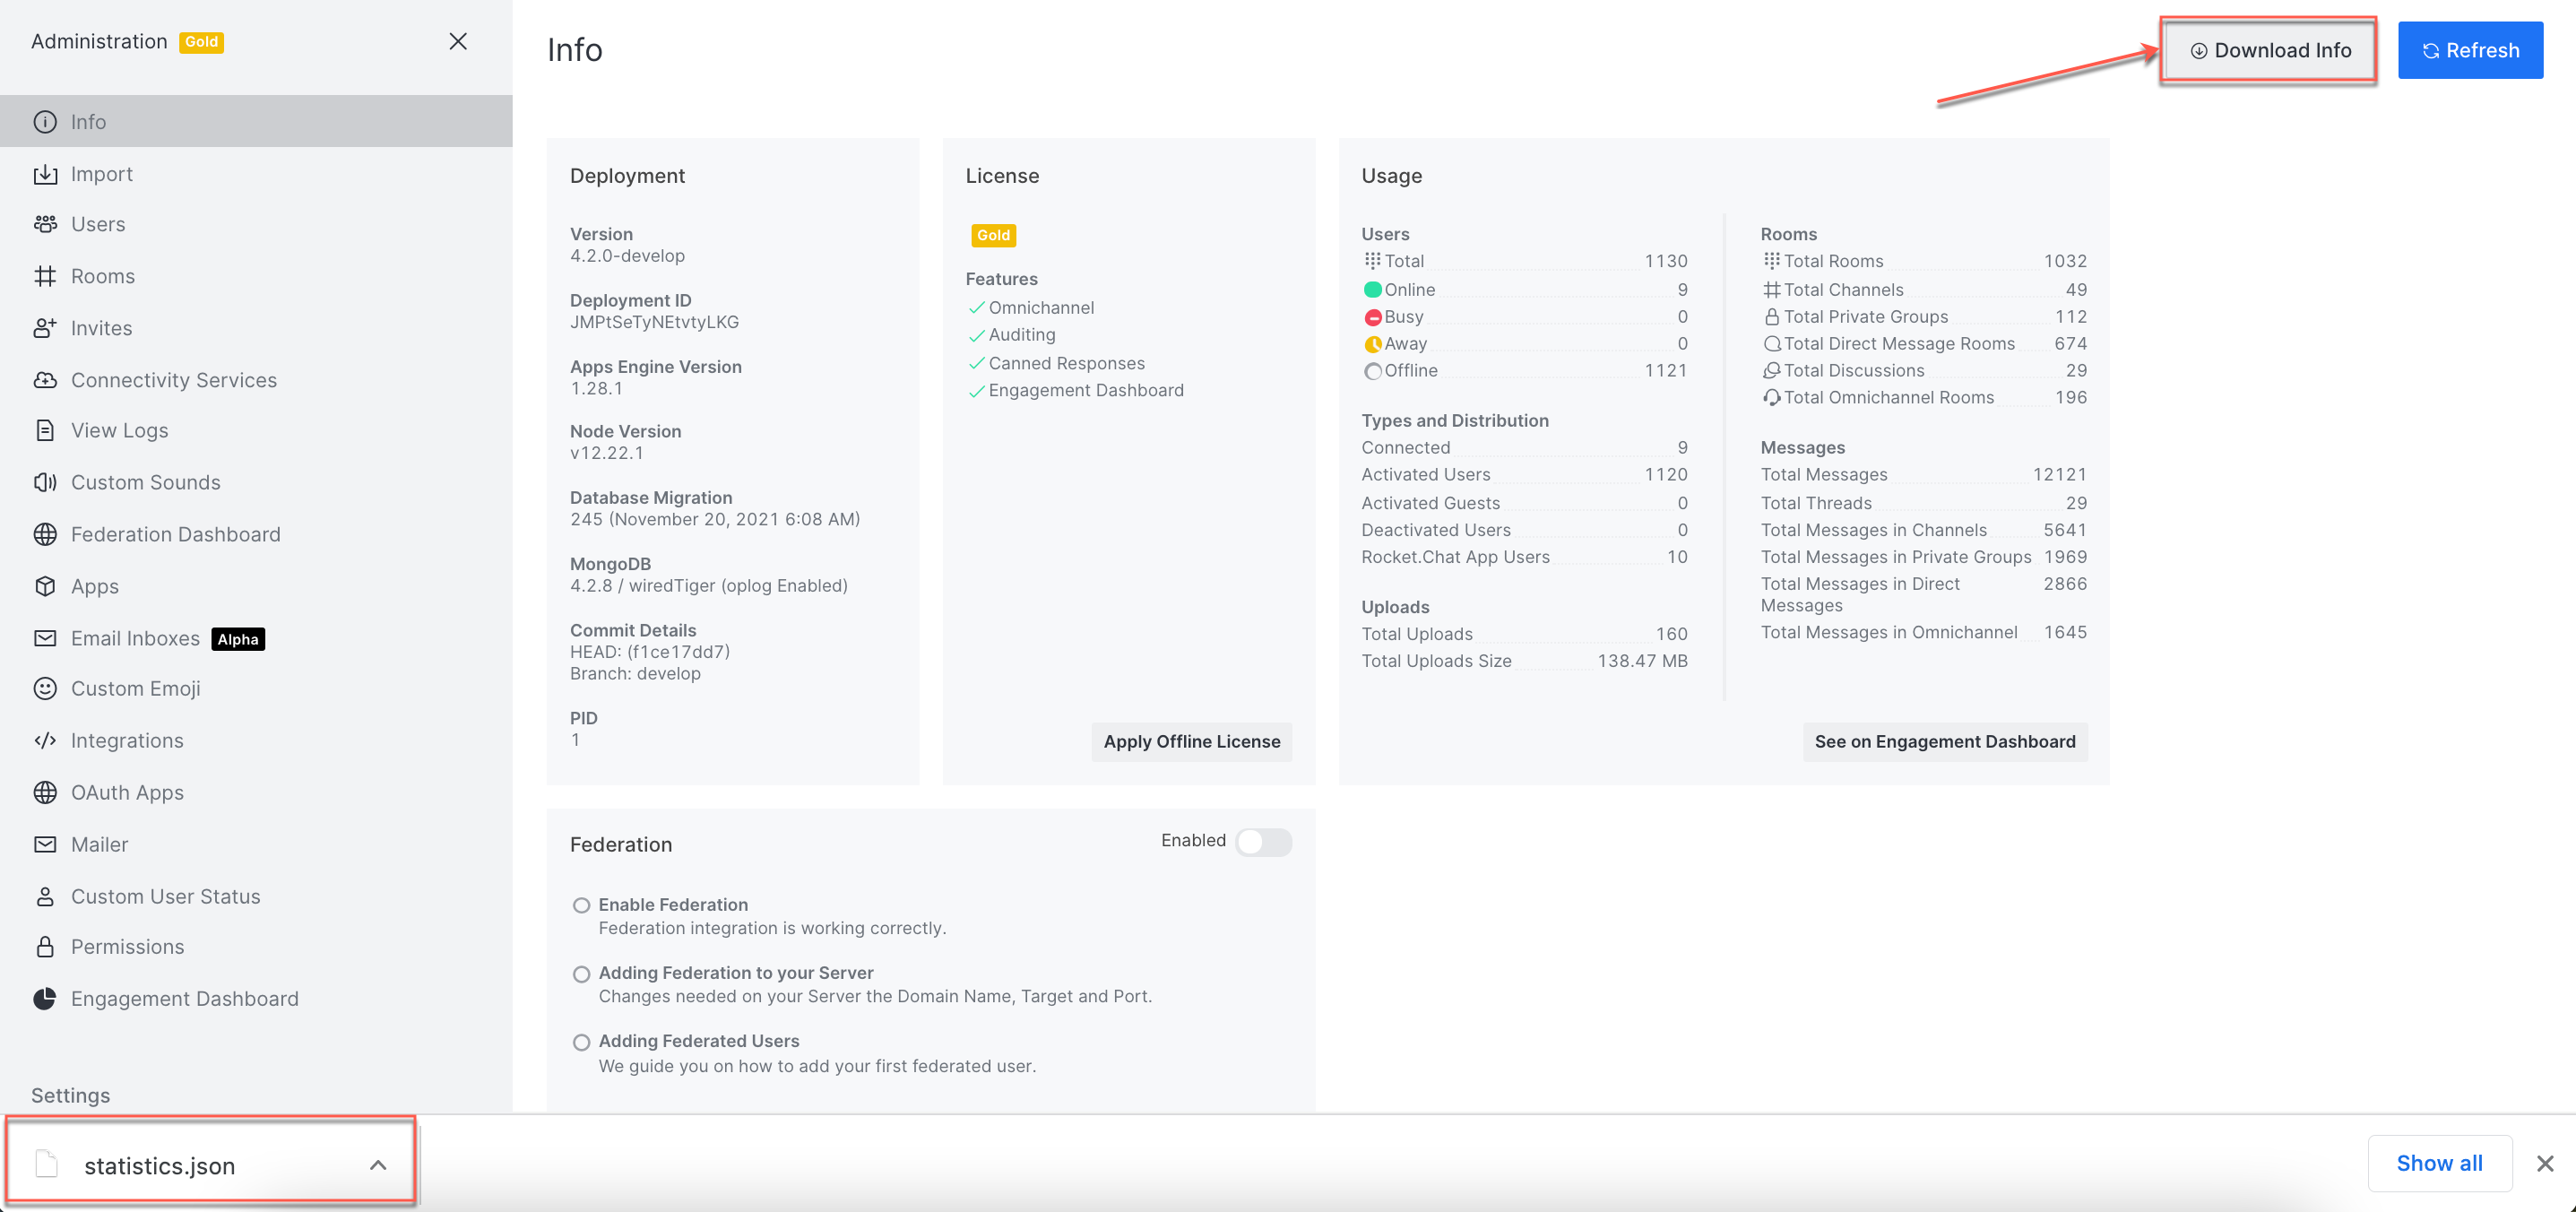 Administration Gold
Info
Import
Users
Rooms
Invites
Connectivity Services
View Logs
Custom Sounds
Federation Dashboard
Apps
Email Inboxes Alpha
Custom Emoji
Integrations
OAuth Apps
Mailer
Custom User Status
Permissions
Engagement Dashboard
Settings
Info
Download Info
Refresh
Deployment
Version
4.2.0-develop
Deployment ID
JMPtSeTyNEtvtyLKG
Apps Engine Version
1.28.1
Node Version
v12.22.1
Database Migration
245 (November 20, 2021 6:08 AM)
MongoDB
4.2.8 / wiredTiger (oplog Enabled)
Commit Details
HEAD: (f1ce17dd7)
Branch: develop
PID
1
License
Gold
Features
Omnichannel
Auditing
Canned Responses
Engagement Dashboard
Apply Offline License
Usage
Users
Total 1130
Online 9
Busy 0
Away 0
Offline 1121
Types and Distribution
Connected 9
Activated Users 1120
Activated Guests 0
Deactivated Users 0
Rocket.Chat App Users 10
Uploads
Total Uploads 160
Total Uploads Size 138.47 MB
Rooms
Total Rooms 1032
Total Channels 49
Total Private Groups 112
Total Direct Message Rooms 674
Total Discussions 29
Total Omnichannel Rooms 196
Messages
Total Messages 12121
Total Threads 29
Total Messages in Channels 5641
Total Messages in Private Groups 1969
Total Messages in Direct 2866
Messages
Total Messages in Omnichannel 1645
See on Engagement Dashboard
Federation
Enabled
Enable Federation
Federation integration is working correctly.
Adding Federation to your Server
Changes needed on your Server the Domain Name, Target and Port.
Adding Federated Users
We guide you on how to add your first federated user.
statistics.json
Show all